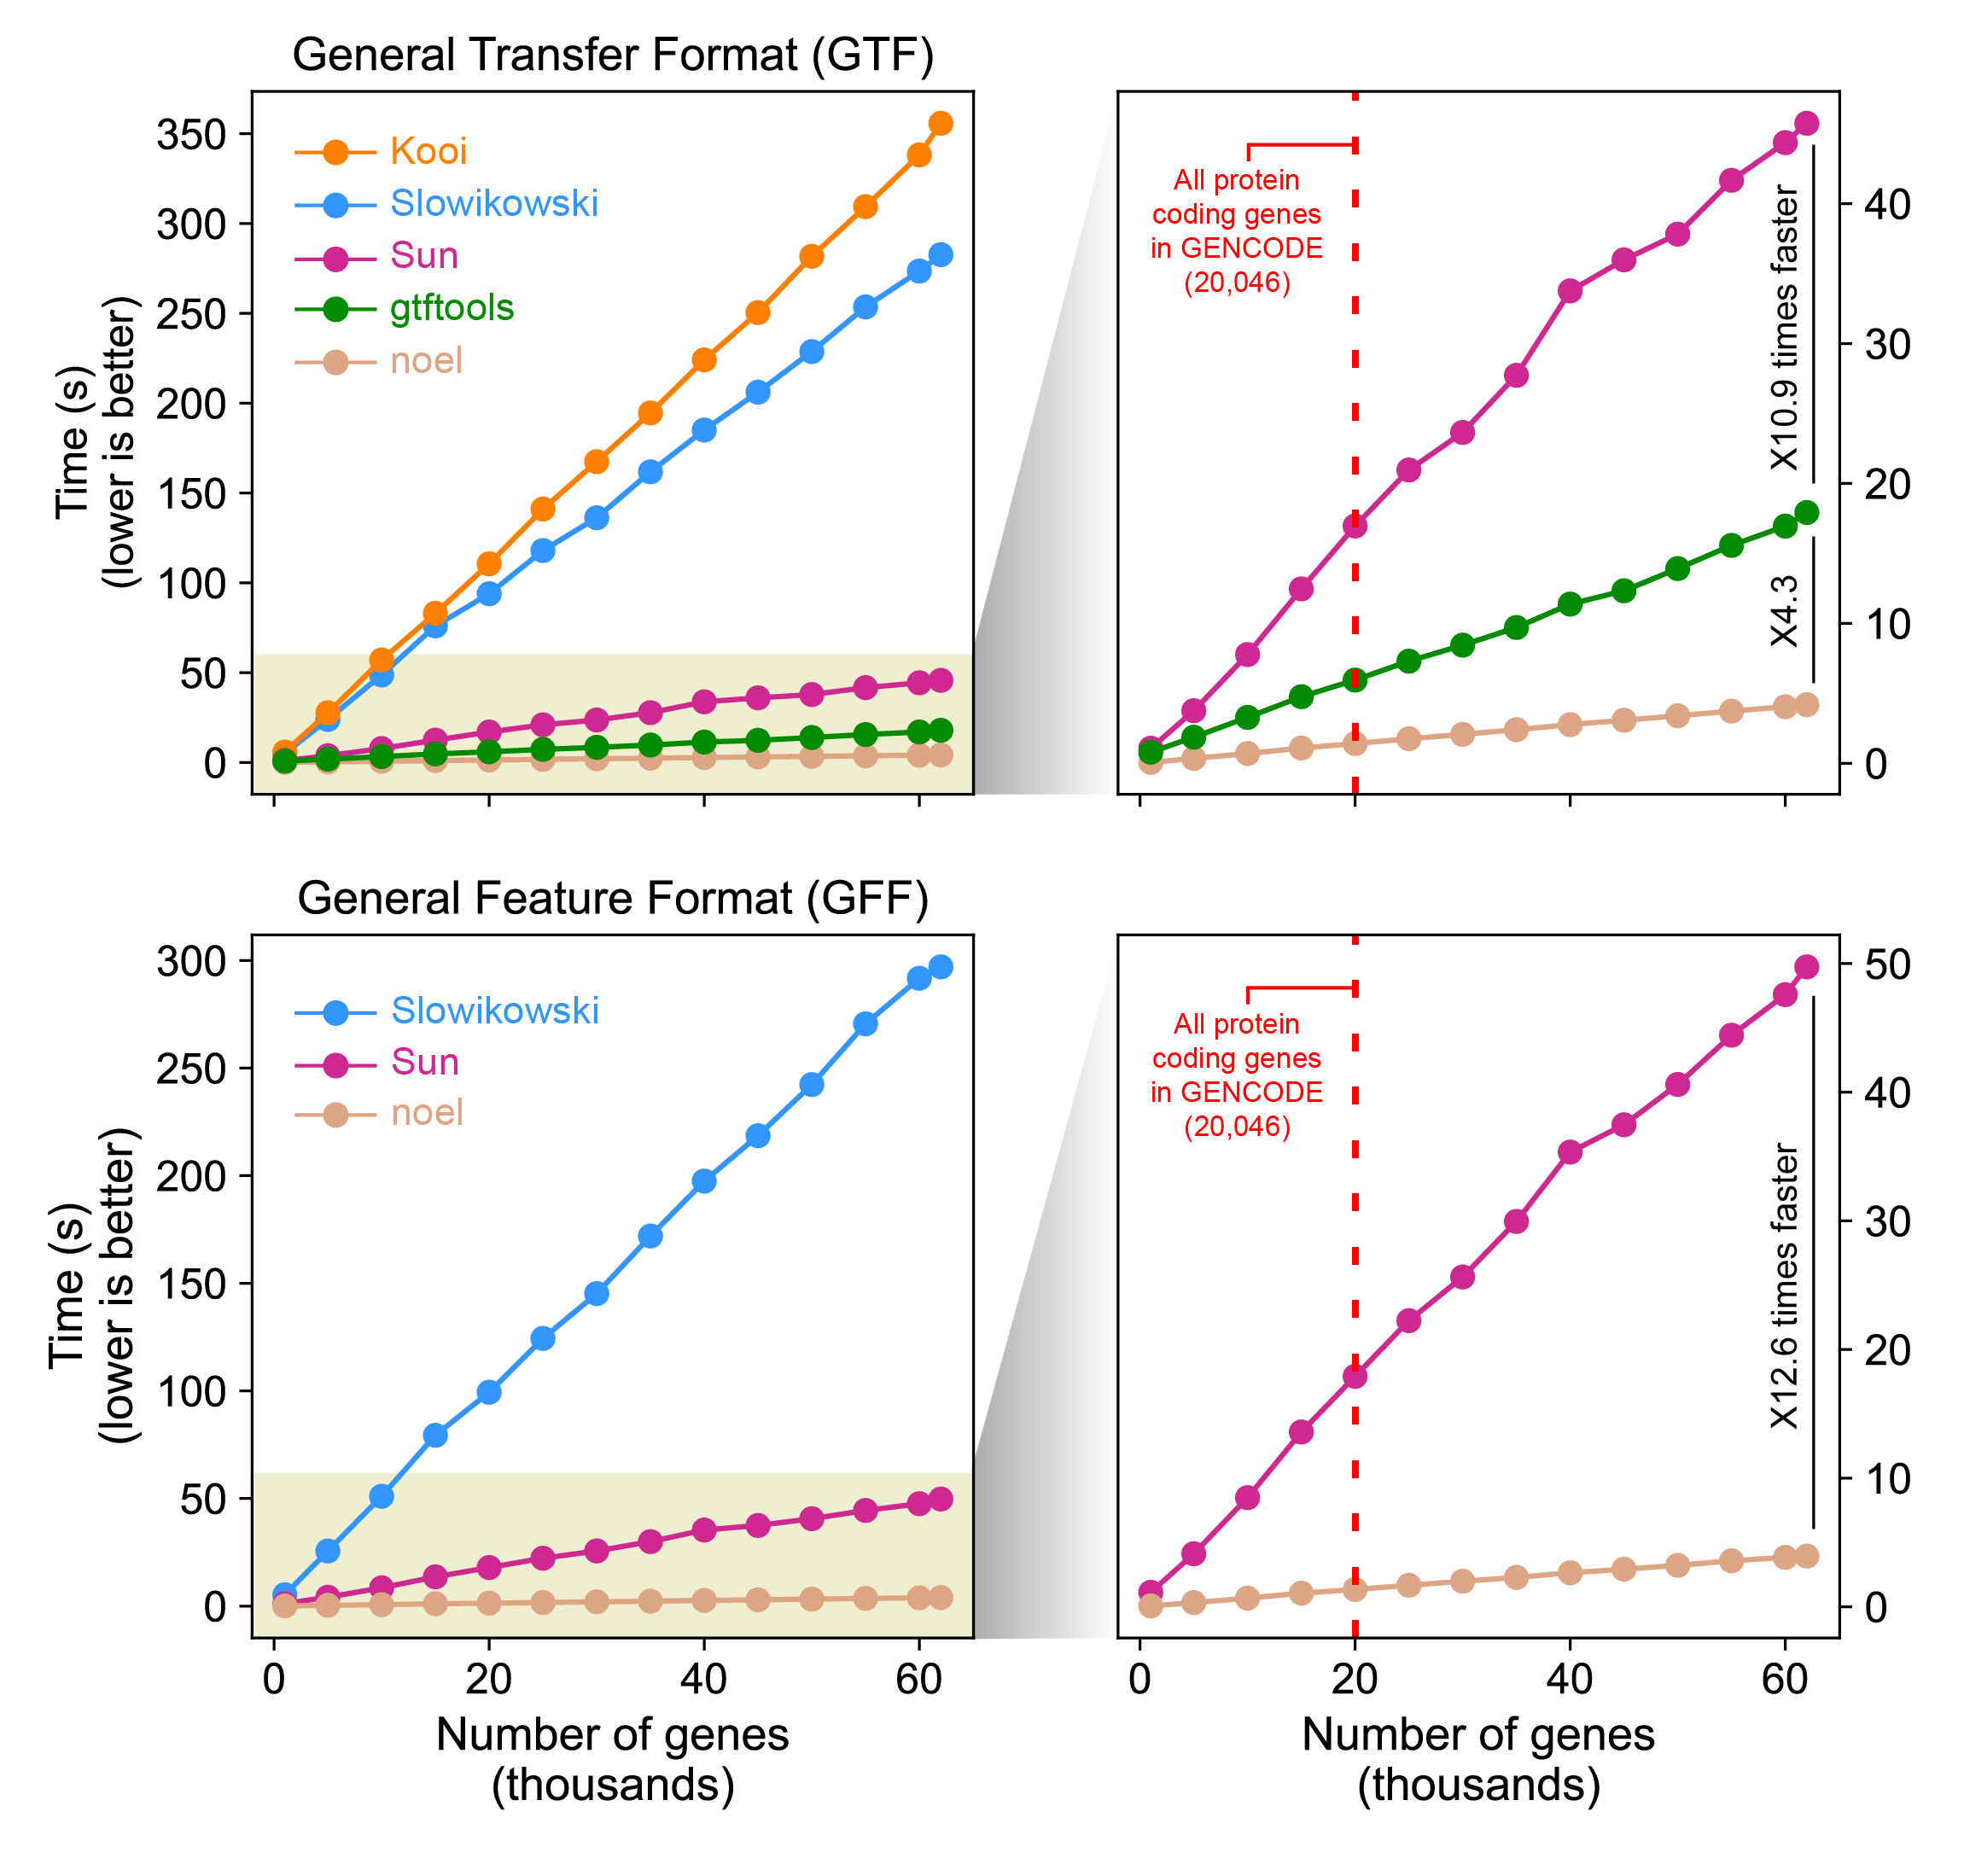 General Transfer Format (GTF)
Time (s)
(lower is better)
350
300
250
200
150
100
50
0
Kooi
Slowikowski
Sun
gtftools
noel
All protein
coding genes
in GENCODE
(20,046)
X10.9 times faster
X4.3
40
30
20
10
0
General Feature Format (GFF)
Time (s)
(lower is better)
300
250
200
150
100
50
0
Slowikowski
Sun
noel
0 20 40 60
Number of genes
(thousands)
All protein
coding genes
in GENCODE
(20,046)
X12.6 times faster
50
40
30
20
10
0
0 20 40 60
Number of genes
(thousands)